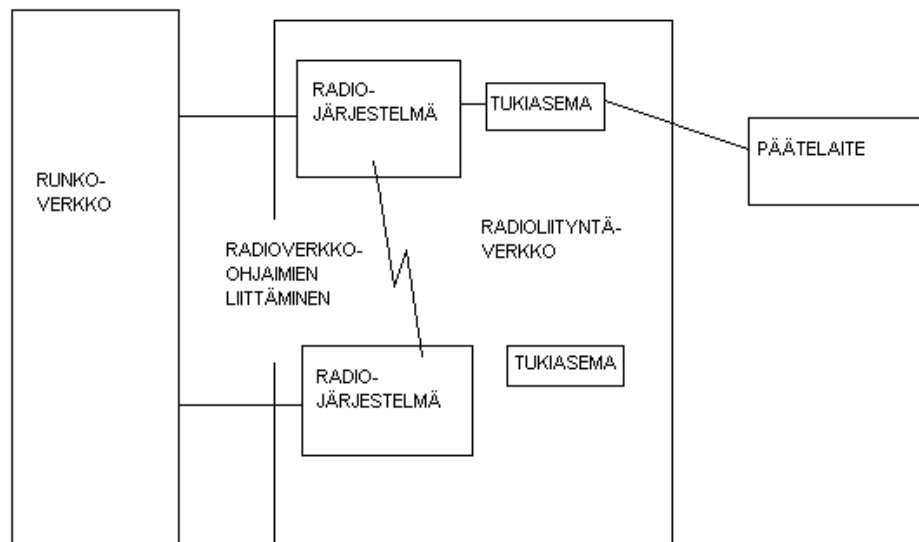 RADIO-
JÄRJESTELMÄ
TUKIASEMA
PÄÄTELAITE
RUNKO-
VERKKO
RADIOLIITYNTÄ-
VERKKO
RADIOVERKKO-
OHJAIMIEN
LIITTÄMINEN
RADIO-
JÄRJESTELMÄ
TUKIASEMA